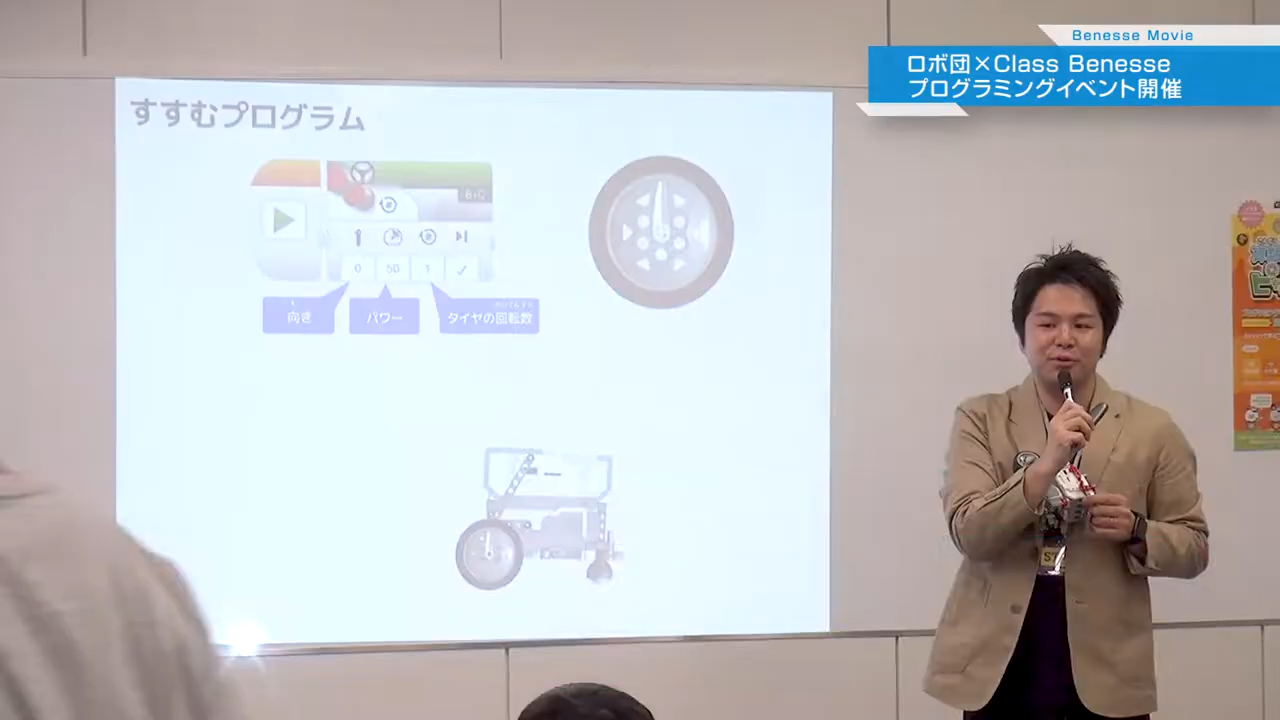 Benesse Movie
ロボ団×Class Benesse
プログラミングイベント開催
すすむプログラム
B+C
0 50 1
向き
パワー
タイヤの回転数